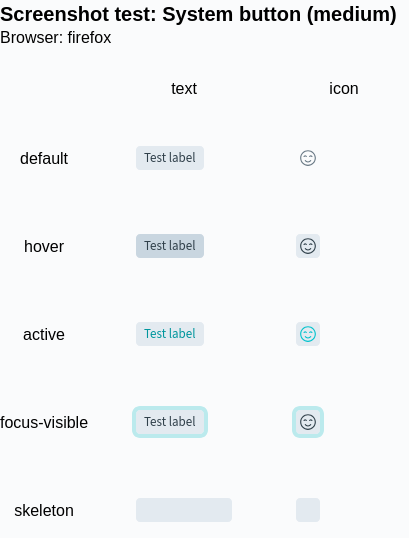 Screenshot test: System button (medium)
Browser: firefox
text icon
default Test label
hover Test label
active Test label
focus-visible Test label
skeleton